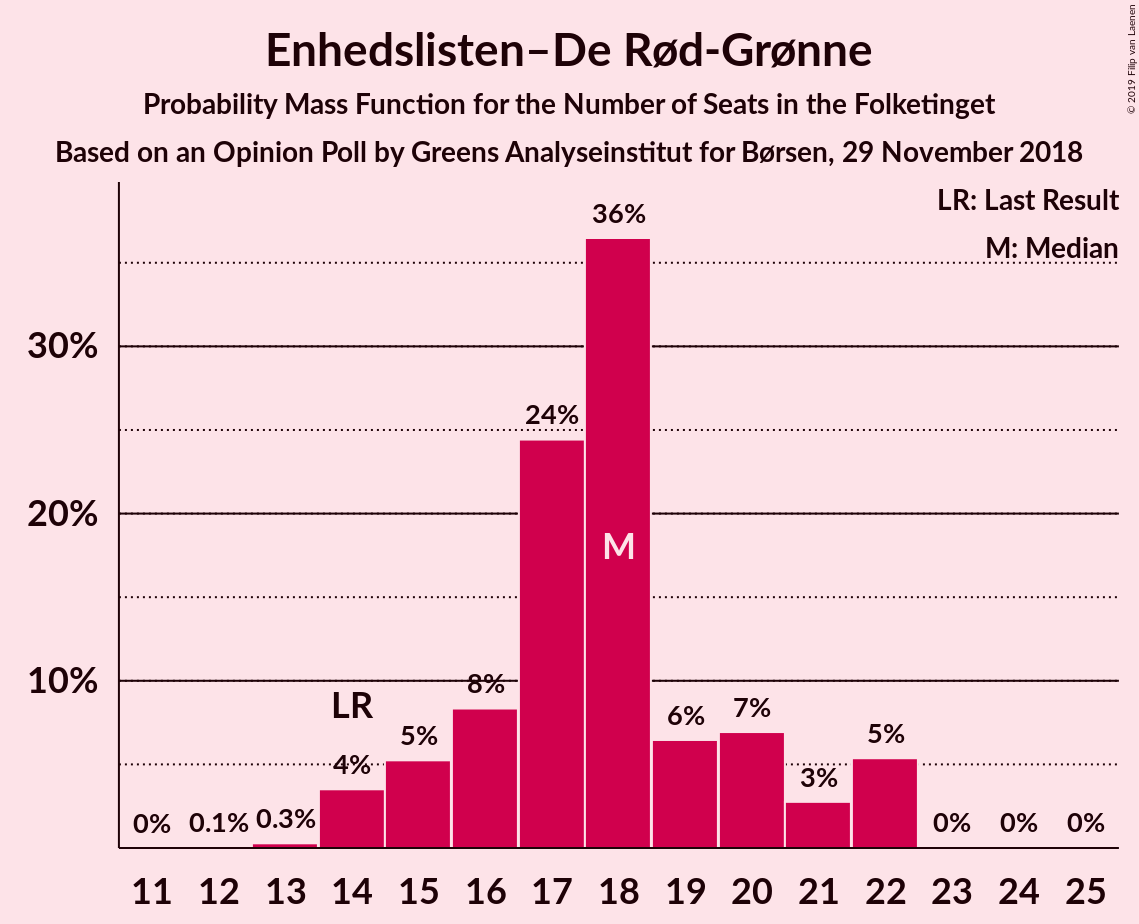 Enhedslisten–De Rød-Grønne
Probability Mass Function for the Number of Seats in the Folketinget
Based on an Opinion Poll by Greens Analyseinstitut for Børsen, 29 November 2018
© 2019 Filip van Laenen
LR: Last Result
M: Median
30%
20%
10%
0%
0.1%
0.3%
4%
LR
5%
8%
24%
36%
M
6%
7%
3%
5%
0%
0%
0%
11 12 13 14 15 16 17 18 19 20 21 22 23 24 25